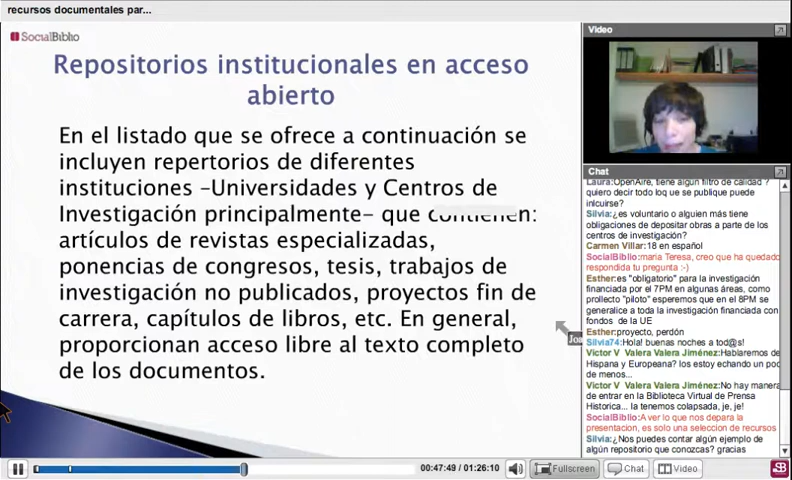 recursos documentales par...
SocialBiblio
Repositorios institucionales en acceso
abierto
En el listado que se ofrece a continuación se
incluyen repertorios de diferentes
instituciones –Universidades y Centros de
Investigación principalmente– que contienen:
artículos de revistas especializadas,
ponencias de congresos, tesis, trabajos de
investigación no publicados, proyectos fin de
carrera, capítulos de libros, etc. En general,
proporcionan acceso libre al texto completo
de los documentos.
Video
Chat
Laura:OpenAire, tiene algún filtro de calidad ?
quiero decir todo loq que se publique puede
inlcuirse?
Silvia:¿es voluntario o alguien más tiene
obligaciones de depositar obras a parte de los
centros de investigación?
Carmen Villar:18 en español
SocialBiblio:maria Teresa, creo que ha quedado
respondida tu pregunta :-)
Esther:es "obligatorio" para la investigación
financiada por el 7PM en algunas áreas, como
prollecto "piloto" esperemos que en el 8PM se
generalice a toda la investigación financiada con
fondos de la UE
Esther:proyecto, perdón
Silvia74:Hola! buenas noches a tod@s!
Victor V Valera Valera Jiménez:Hablaremos de
Hispana y Europeana? los estoy echando un poc
de menos...
Victor V Valera Valera Jiménez:No hay manera
de entrar en la Biblioteca Virtual de Prensa
Historica... la tenemos colapsada, je, je!
SocialBiblio:A ver lo que nos depara la
presentacion, es solo una seleccion de recursos
Silvia:¿Nos puedes contar algún ejemplo de
algún repositorio que conozcas? gracias
00:47:49 / 01:26:10
Fullscreen
Chat
Video
SB